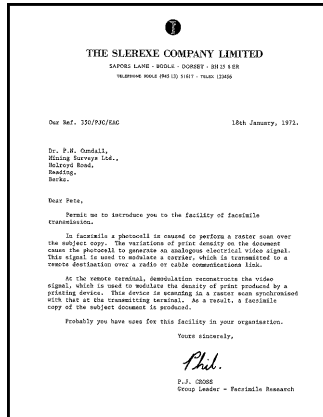 THE SLEREXE COMPANY LIMITED
SAPORS LANE - BOOLE - DORSET - BH 25 8 ER
TELEPHONE BOOLE (945 13) 51617 - TELEX 123456
Our Ref. 350/PJC/EAC
18th January, 1972.
Dr. P.N. Cundall,
Mining Surveys Ltd.,
Holroyd Road,
Reading,
Berks.
Dear Pete,
Permit me to introduce you to the facility of facsimile
transmission.
In facsimile a photocell is caused to perform a raster scan over
the subject copy. The variations of print density on the document
cause the photocell to generate an analogous electrical video signal.
This signal is used to modulate a carrier, which is transmitted to a
remote destination over a radio or cable communications link.
At the remote terminal, demodulation reconstructs the video
signal, which is used to modulate the density of print produced by a
printing device. This device is scanning in a raster scan synchronised
with that at the transmitting terminal. As a result, a facsimile
copy of the subject document is produced.
Probably you have uses for this facility in your organisation.
Yours sincerely,
Phil.
P.J. CROSS
Group Leader - Facsimile Research